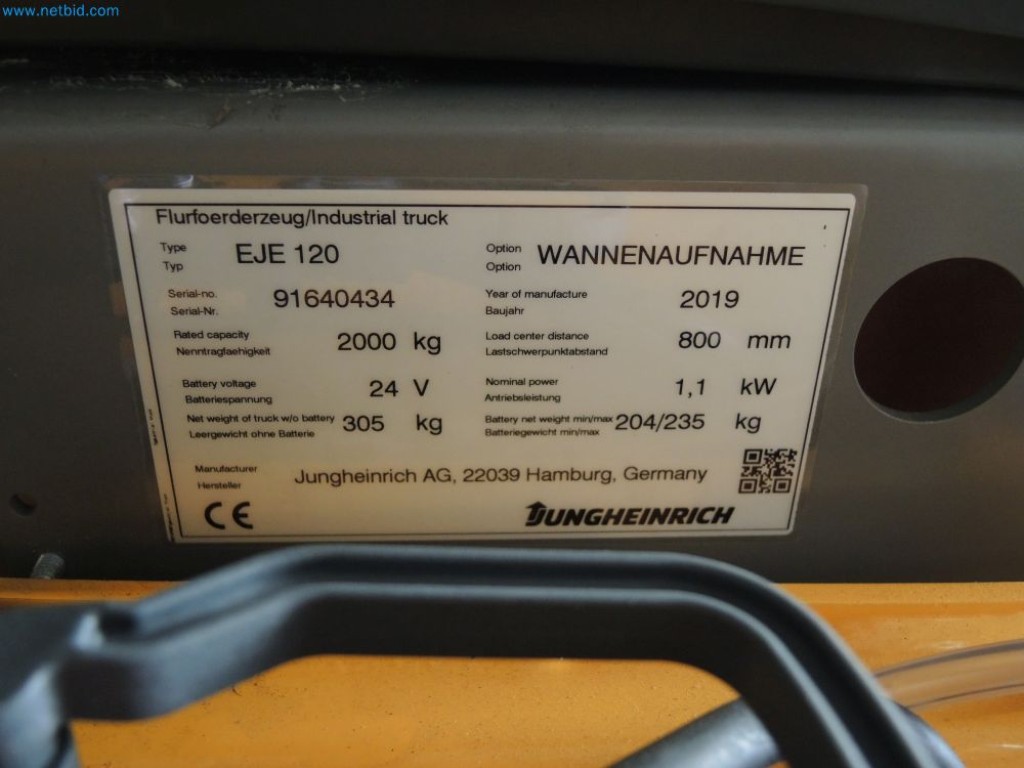 www.netbid.com
Flurfoerderzeug/Industrial truck
Type
Typ
EJE 120
Option
Option
WANNENAUFNAHME
Serial-no.
Serial-Nr.
91640434
Year of manufacture
Baujahr
2019
Rated capacity
Nenntragfaehigkeit
2000 kg
Load center distance
Lastschwerpunktabstand
800 mm
Battery voltage
Batteriespannung
24 V
Nominal power
Antriebsleistung
1,1 kW
Net weight of truck w/o battery
Leergewicht ohne Batterie
305 kg
Battery net weight min/max
Batteriegewicht min/max
204/235 kg
Manufacturer
Hersteller
Jungheinrich AG, 22039 Hamburg, Germany
CE
JUNGHEINRICH